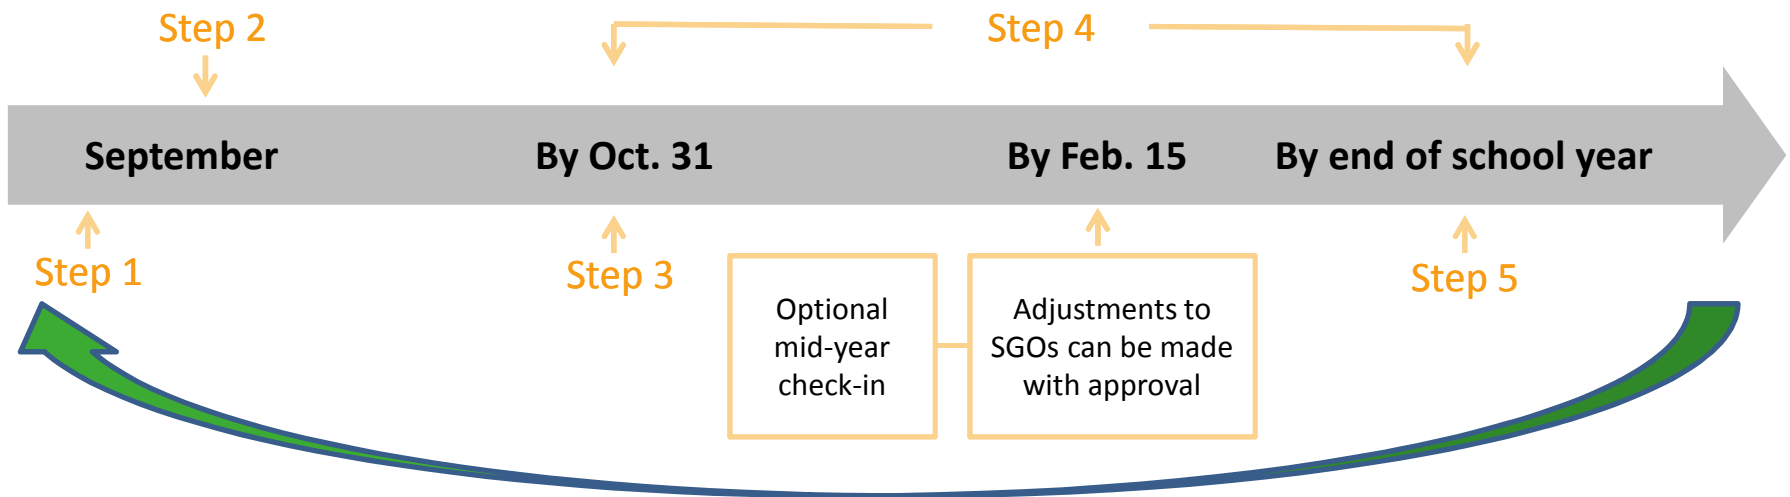 Step 2
Step 4
September
By Oct. 31
By Feb. 15
By end of school year
Step 1
Step 3
Optional
mid-year
check-in
Adjustments to
SGOs can be made
with approval
Step 5